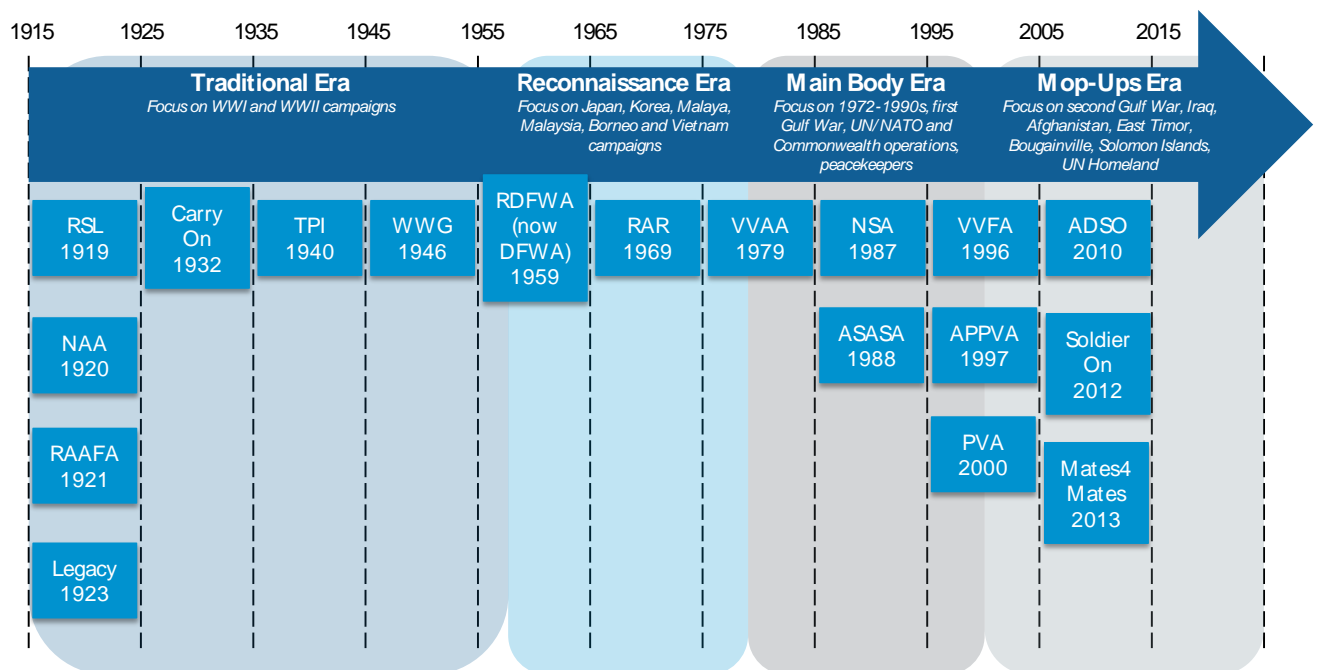 1915 1925 1935 1945 1955 1965 1975 1985 1995 2005 2015
Traditional Era
Focus on WWI and WWII campaigns
Reconnaissance Era
Focus on Japan, Korea, Malaya,
Malaysia, Borneo and Vietnam
campaigns
Main Body Era
Focus on 1972-1990s, first
Gulf War, UN/NATO and
Commonwealth operations,
peacekeepers
Mop-Ups Era
Focus on second Gulf War, Iraq,
Afghanistan, East Timor,
Bougainville, Solomon Islands,
UN Homeland
RSL
1919
Carry
On
1932
TPI
1940
WWG
1946
RDFWA
(now
DFWA)
1959
RAR
1969
VVAA
1979
NSA
1987
VVFA
1996
ADSO
2010
NAA
1920
ASASA
1988
APPVA
1997
Soldier
On
2012
RAAFA
1921
PVA
2000
Mates4
Mates
2013
Legacy
1923